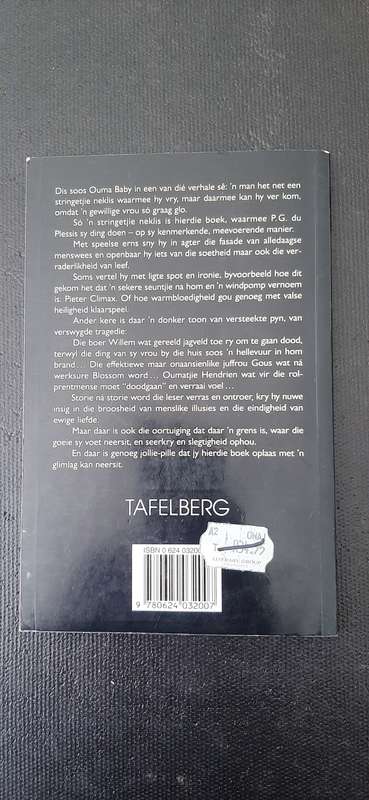 Dis soos Ouma Baby in een van dié verhale sê: 'n man het net een
stringetjie neklis waarmee hy vry, maar daarmee kan hy ver kom,
omdat 'n gewillige vrou só graag glo.
Só 'n stringetjie neklis is hierdie boek, waarmee P.G. du
Plessis sy ding doen – op sy kenmerkende, meevoerende manier.
Met speelse erns sny hy in agter die fasade van alledaagse
menswees en openbaar hy iets van die soetheid maar ook die ver-
raderlikheid van leef.
Soms vertel hy met ligte spot en ironie, byvoorbeeld hoe dit
gekom het dat 'n sekere seuntjie na hom en 'n windpomp vernoem
is: Pieter Climax. Of hoe warmbloedigheid gou genoeg met valse
heiligheid klaarspeel.
Ander kere is daar 'n donker toon van versteekte pyn, van
verswygde tragedie:
Die boer Willem wat gereeld jagveld toe ry om te gaan dood,
terwyl die ding van sy vrou by die huis soos 'n hellevuur in hom
brand... Die effektiewe maar onaansienlike juffrou Gous wat ná
werksure Blossom word... Oumatjie Hendrien wat vir die rol-
prentmense moet "doodgaan" en verraai voel...
Storie ná storie word die leser verras en ontroer, kry hy nuwe
insig in die broosheid van menslike illusies en die eindigheid van
ewige liefde.
Maar daar is ook die oortuiging dat daar 'n grens is, waar die
goeie sy voet neersit, en seerkry en slegtigheid ophou.
En daar is genoeg jollie-pille dat jy hierdie boek oplaas met 'n
glimlag kan neersit.
TAFELBERG
A2
ISBN 0 624 03200
9 780624 032007